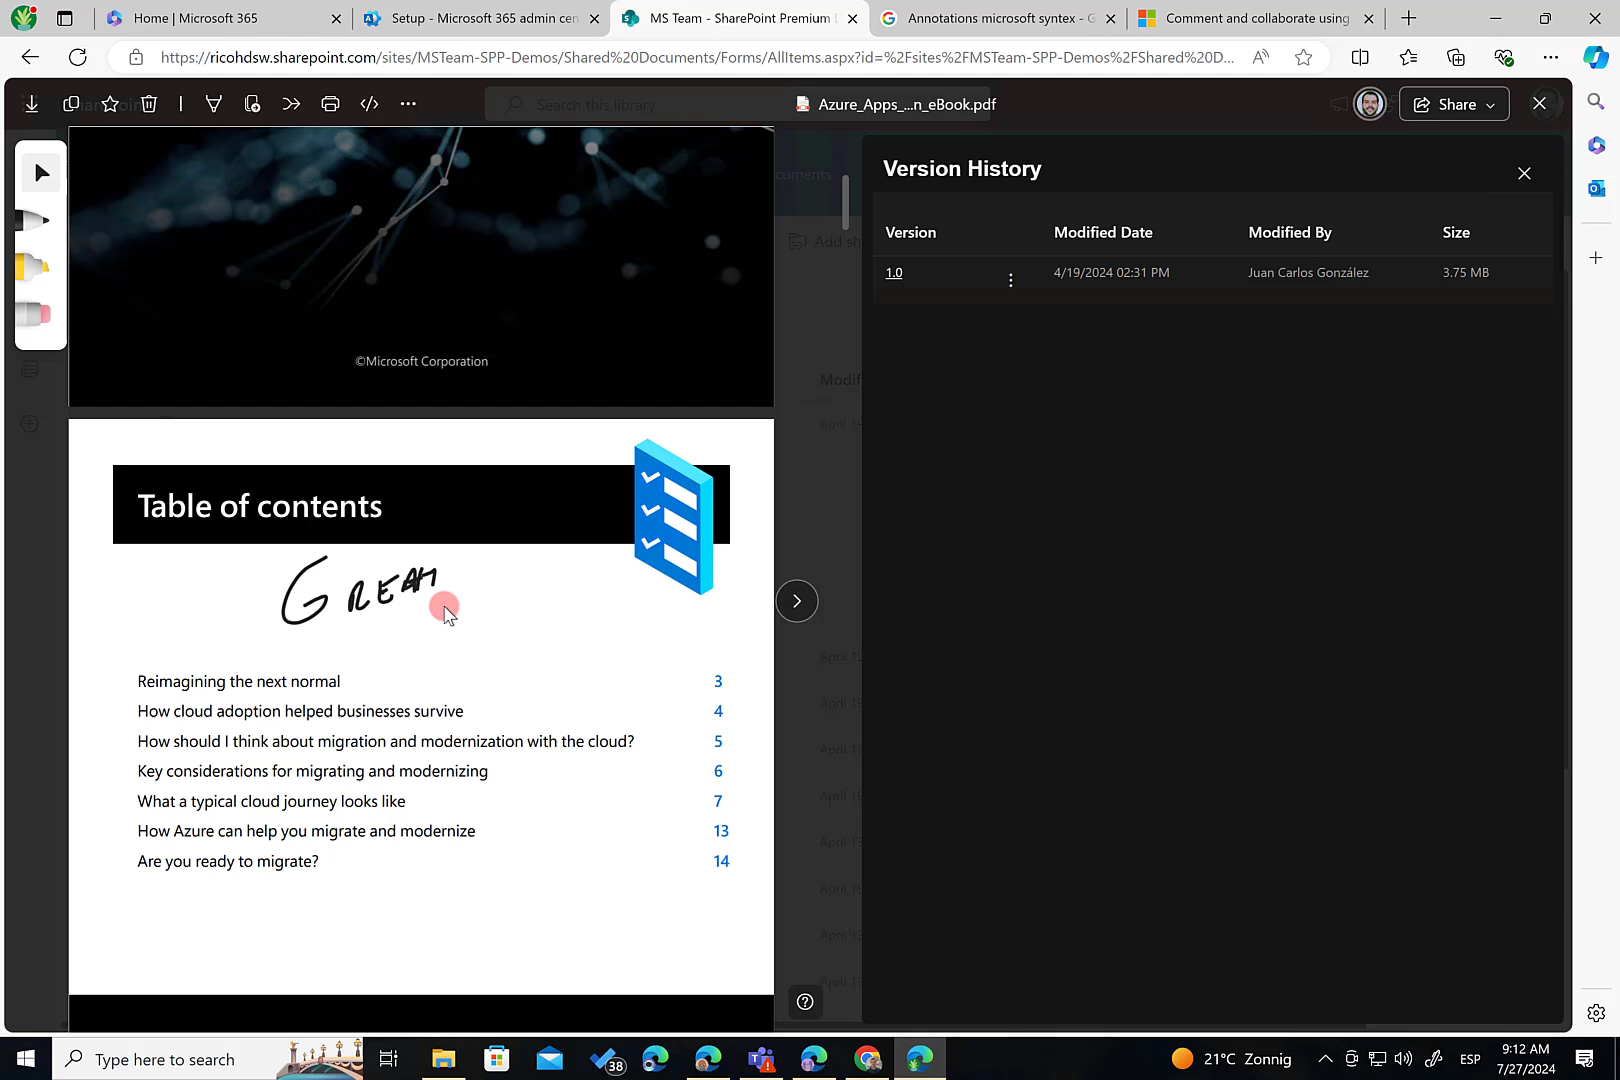 Home | Microsoft 365
Setup - Microsoft 365 admin cen
MS Team - SharePoint Premium D
Annotations microsoft syntex - G
Comment and collaborate using
https://ricohdsw.sharepoint.com/sites/MSTeam-SPP-Demos/Shared%20Documents/Forms/AllItems.aspx?id=%2Fsites%2FMSTeam-SPP-Demos%2FShared%20D...
Search this library
Azure_Apps_...n_eBook.pdf
Share
Version History
Version Modified Date Modified By Size
1.0 4/19/2024 02:31 PM Juan Carlos González 3.75 MB
©Microsoft Corporation
Table of contents
Reimagining the next normal 3
How cloud adoption helped businesses survive 4
How should I think about migration and modernization with the cloud? 5
Key considerations for migrating and modernizing 6
What a typical cloud journey looks like 7
How Azure can help you migrate and modernize 13
Are you ready to migrate? 14
Type here to search
38
21°C Zonnig
ESP
9:12 AM
7/27/2024